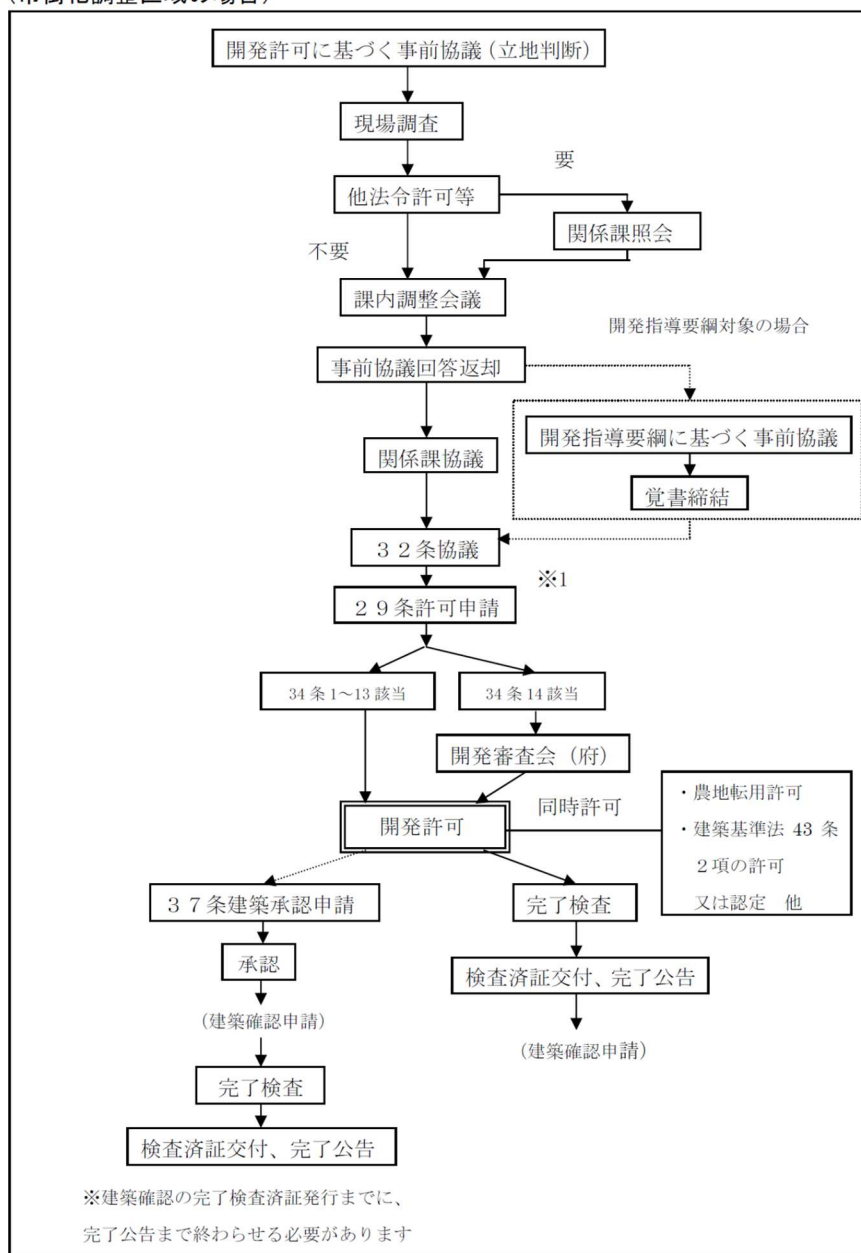 (市街化調整区域の場合)
開発許可に基づく事前協議(立地判断)
現場調査
要
他法令許可等
関係課照会
不要
課内調整会議
開発指導要綱対象の場合
事前協議回答返却
開発指導要綱に基づく事前協議
関係課協議
覚書締結
32条協議
※1
29条許可申請
34条1~13該当
34条14該当
開発審査会(府)
同時許可
開発許可
・農地転用許可
・建築基準法 43 条
2項の許可
又は認定 他
37条建築承認申請
完了検査
承認
検査済証交付、完了公告
(建築確認申請)
(建築確認申請)
完了検査
検査済証交付、完了公告
※建築確認の完了検査済証発行までに、
完了公告まで終わらせる必要があります